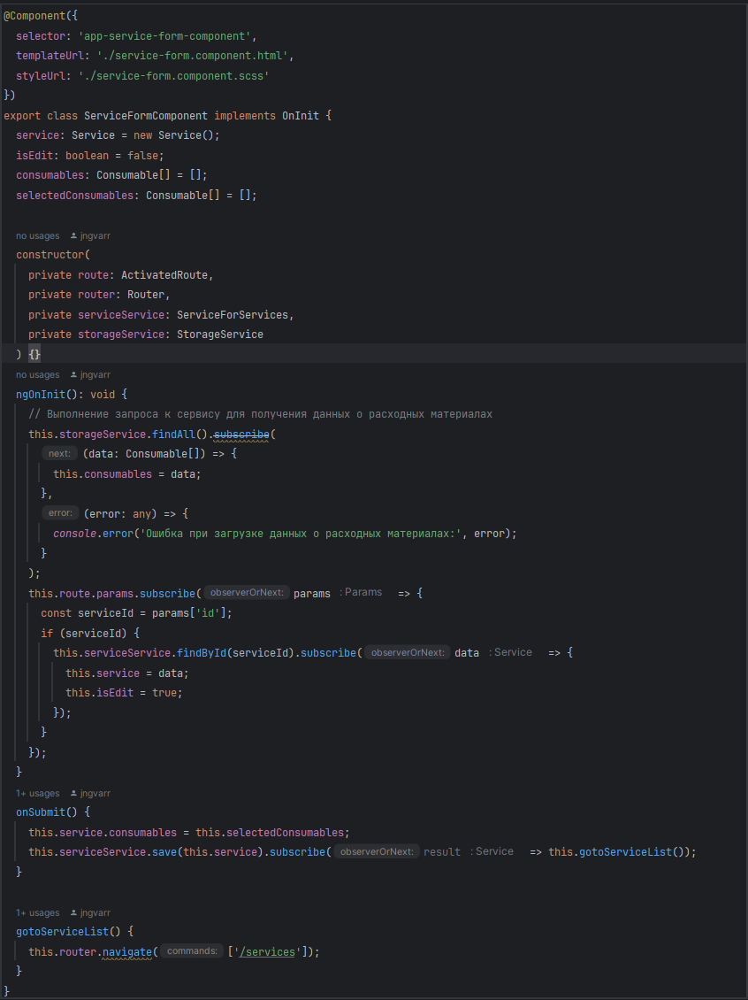 @Component({
  selector: 'app-service-form-component',
  templateUrl: './service-form.component.html',
  styleUrl: './service-form.component.scss'
})
export class ServiceFormComponent implements OnInit {
  service: Service = new Service();
  isEdit: boolean = false;
  consumables: Consumable[] = [];
  selectedConsumables: Consumable[] = [];
  no usages jngvarr
  constructor(
    private route: ActivatedRoute,
    private router: Router,
    private serviceService: ServiceForServices,
    private storageService: StorageService
  ) {}
  no usages jngvarr
  ngOnInit(): void {
    // Выполнение запроса к сервису для получения данных о расходных материалах
    this.storageService.findAll().subscribe(
      next: (data: Consumable[]) => {
        this.consumables = data;
      },
      error: (error: any) => {
        console.error('Ошибка при загрузке данных о расходных материалах:', error);
      }
    );
    this.route.params.subscribe( observerOrNext: params : Params => {
      const serviceId = params['id'];
      if (serviceId) {
        this.serviceService.findById(serviceId).subscribe( observerOrNext: data : Service => {
          this.service = data;
          this.isEdit = true;
        });
      }
    });
  }
  1+ usages jngvarr
  onSubmit() {
    this.service.consumables = this.selectedConsumables;
    this.serviceService.save(this.service).subscribe( observerOrNext: result : Service => this.gotoServiceList());
  }
  1+ usages jngvarr
  gotoServiceList() {
    this.router.navigate( commands: ['/services']);
  }
}